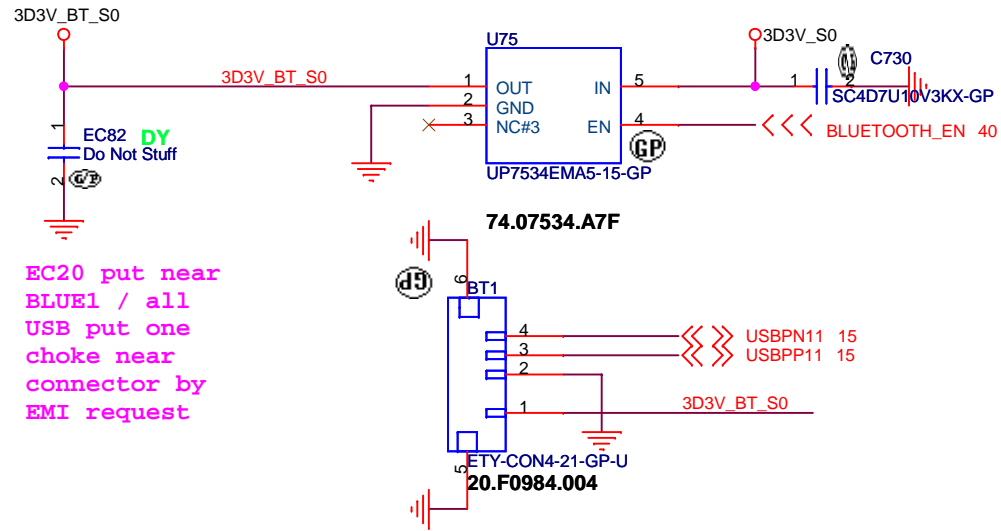 3D3V_BT_S0
3D3V_BT_S0
1
EC82
DY
Do Not Stuff
2
G/P
U75
1
OUT
2
GND
3
NC#3
IN
5
EN
4
GP
UP7534EMA5-15-GP
74.07534.A7F
3D3V_S0
C730
1
2
SC4D7U10V3KX-GP
BLUETOOTH_EN 40
EC20 put near
BLUE1 / all
USB put one
choke near
connector by
EMI request
GP
6
BT1
4
3
2
1
5
USBPN11 15
USBPP11 15
3D3V_BT_S0
ETY-CON4-21-GP-U
20.F0984.004